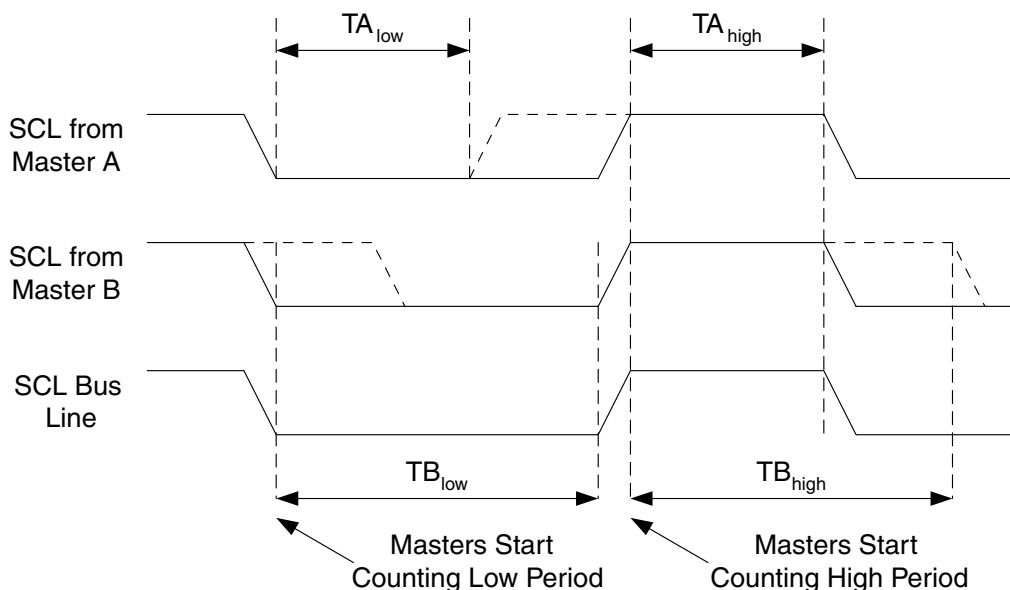 TA low
TA high
SCL from
Master A
SCL from
Master B
SCL Bus
Line
TB low
TB high
Masters Start
Counting Low Period
Masters Start
Counting High Period